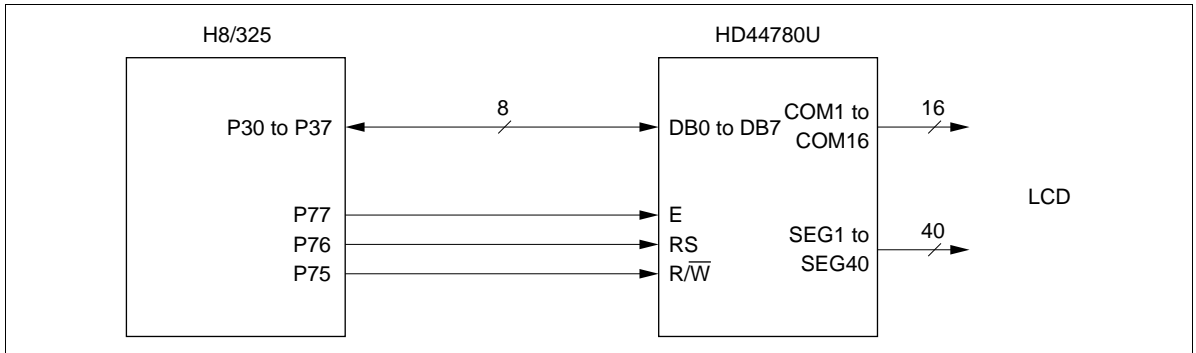 H8/325
HD44780U
P30 to P37
8
DB0 to DB7
COM1 to
COM16
16
LCD
P77
E
P76
RS
P75
R/W̅
SEG1 to
SEG40
40